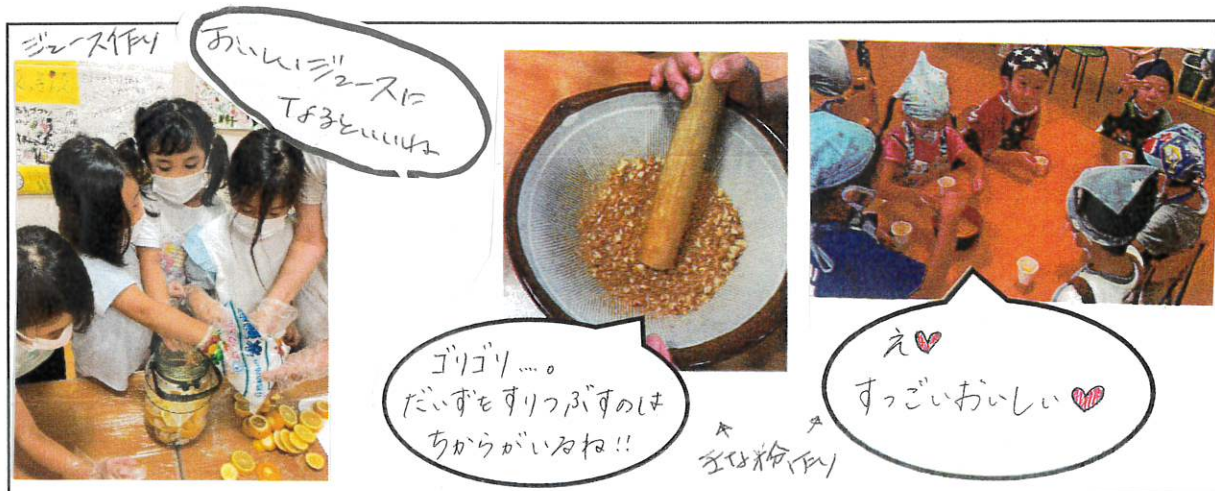 ジュース作り
おいしいジュースに
なるといいね
ゴリゴリ…。
だいずをすりつぶすのは
ちからがいるね!!
え♥
すっごいおいしい♥
きな粉作り